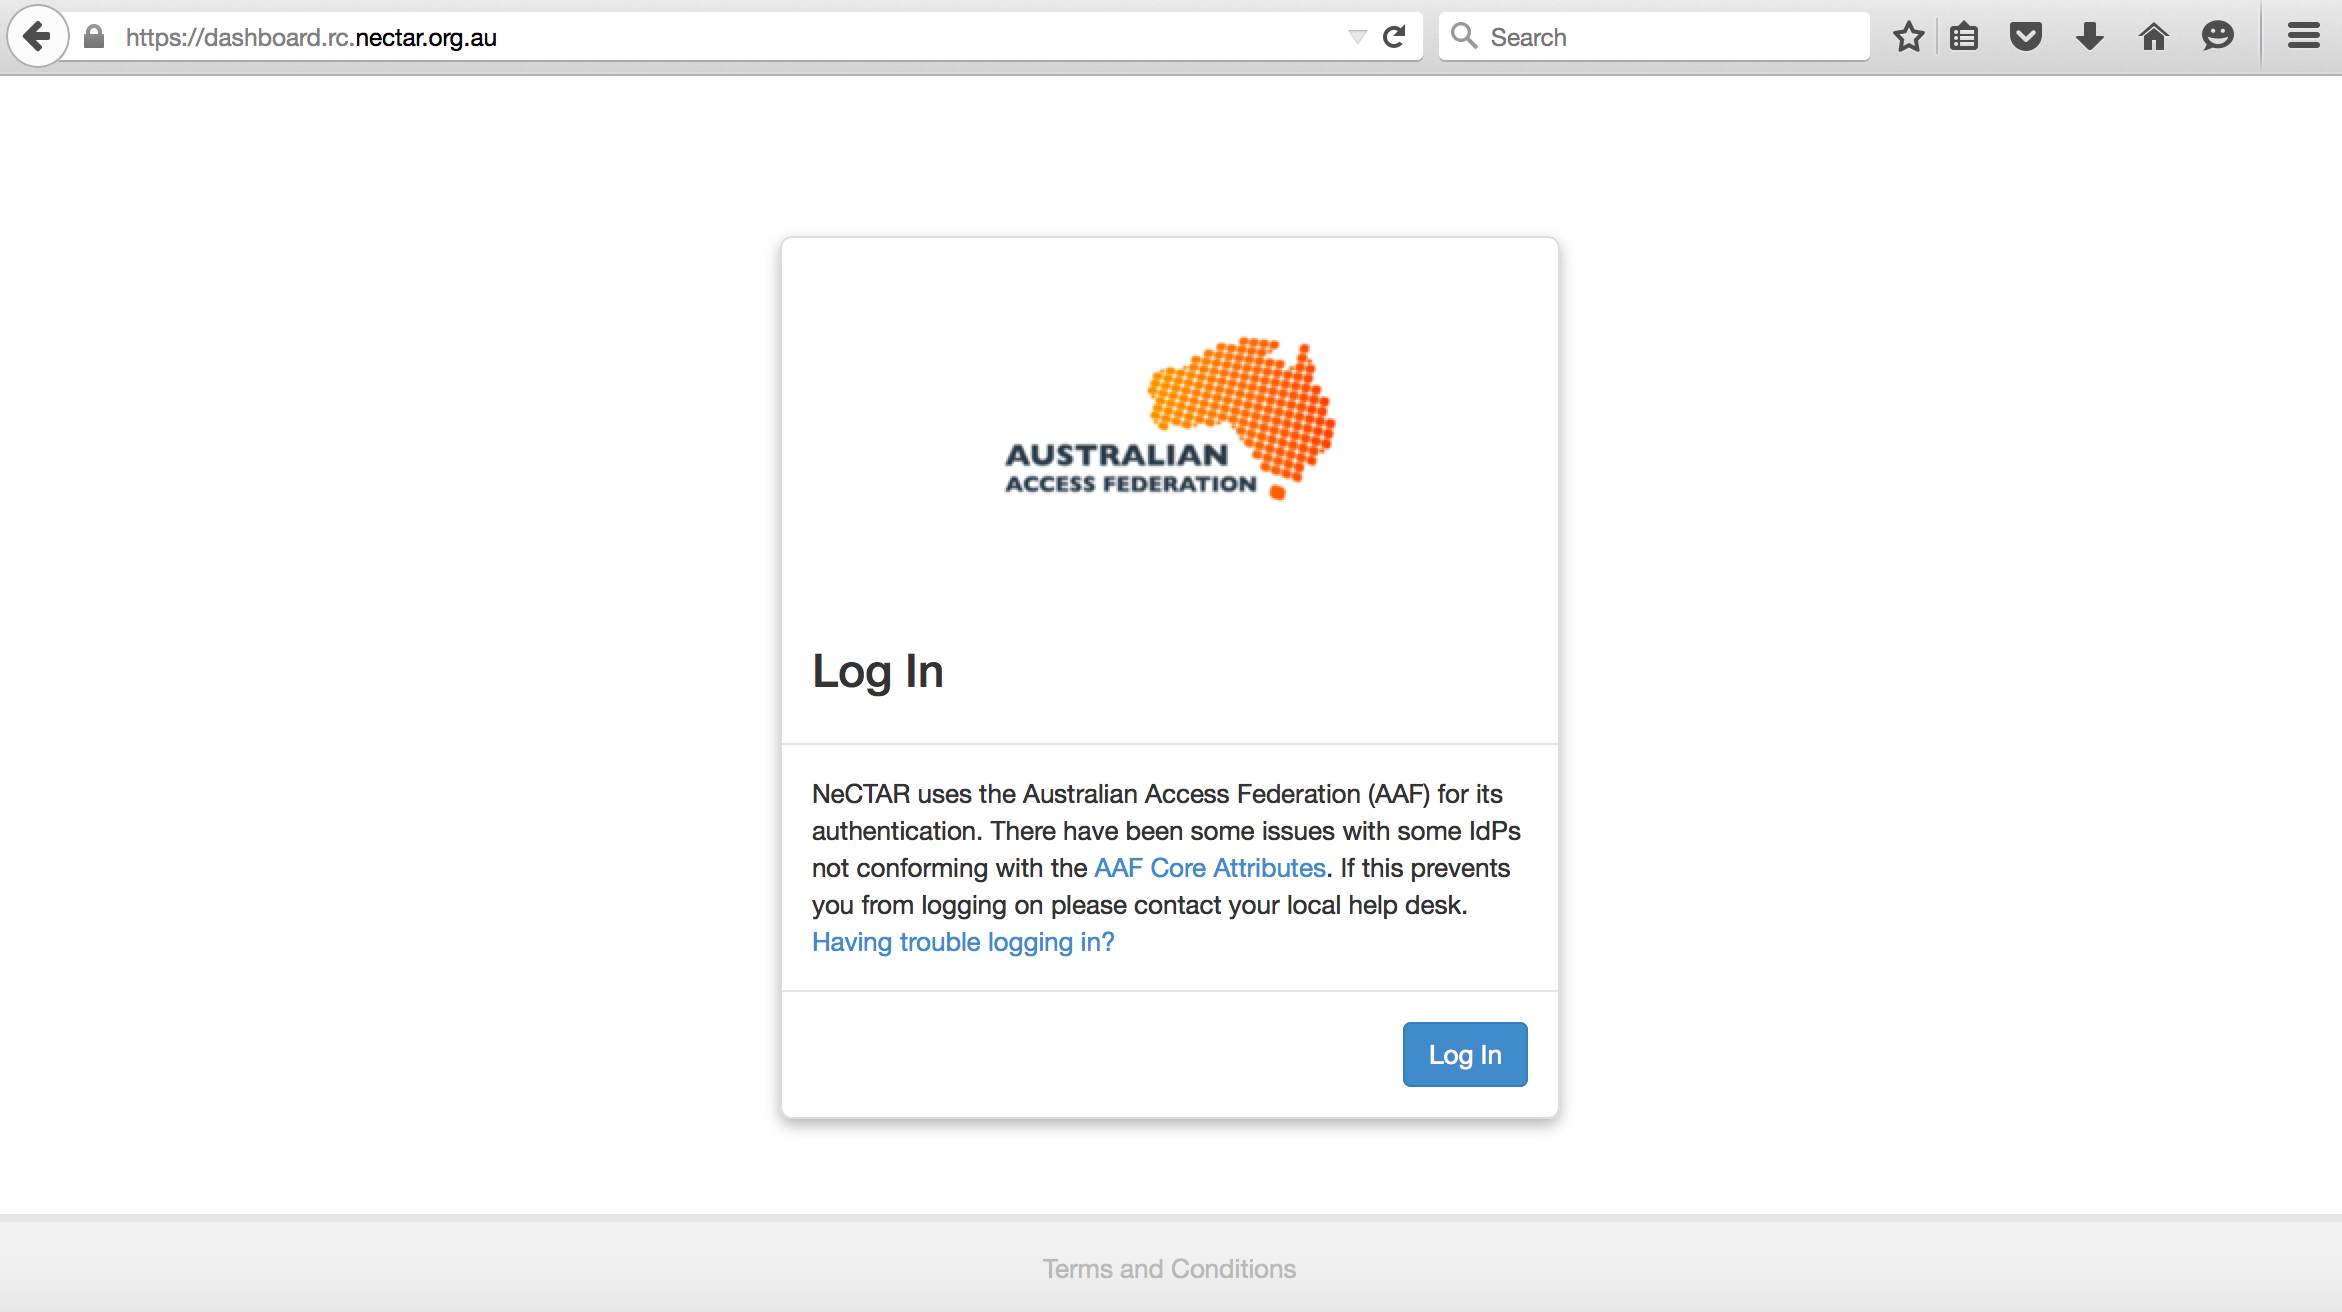 https://dashboard.rc.nectar.org.au
Search
AUSTRALIAN
ACCESS FEDERATION
Log In
NeCTAR uses the Australian Access Federation (AAF) for its
authentication. There have been some issues with some IdPs
not conforming with the AAF Core Attributes. If this prevents
you from logging on please contact your local help desk.
Having trouble logging in?
Log In
Terms and Conditions